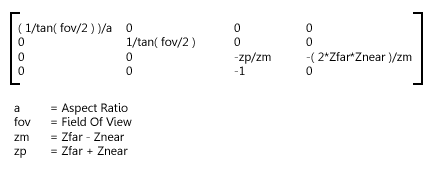 ( 1/tan( fov/2 ) )/a 0 0 0
0 1/tan( fov/2 ) 0 0
0 0 -zp/zm -( 2*Zfar*Znear )/zm
0 0 -1 0
a = Aspect Ratio
fov = Field Of View
zm = Zfar - Znear
zp = Zfar + Znear